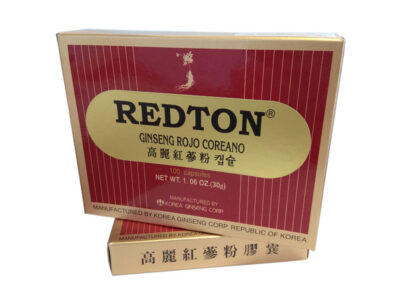 REDTON®
GINSENG ROJO COREANO
高麗紅蔘粉캡슐
100 capsules
NET WT. 1.06 OZ.(30g)
MANUFACTURED BY
KOREA GINSENG CORP.
MANUFACTURED BY KOREA GINSENG CORP. REPUBLIC OF KOREA
高麗紅蔘粉膠囊